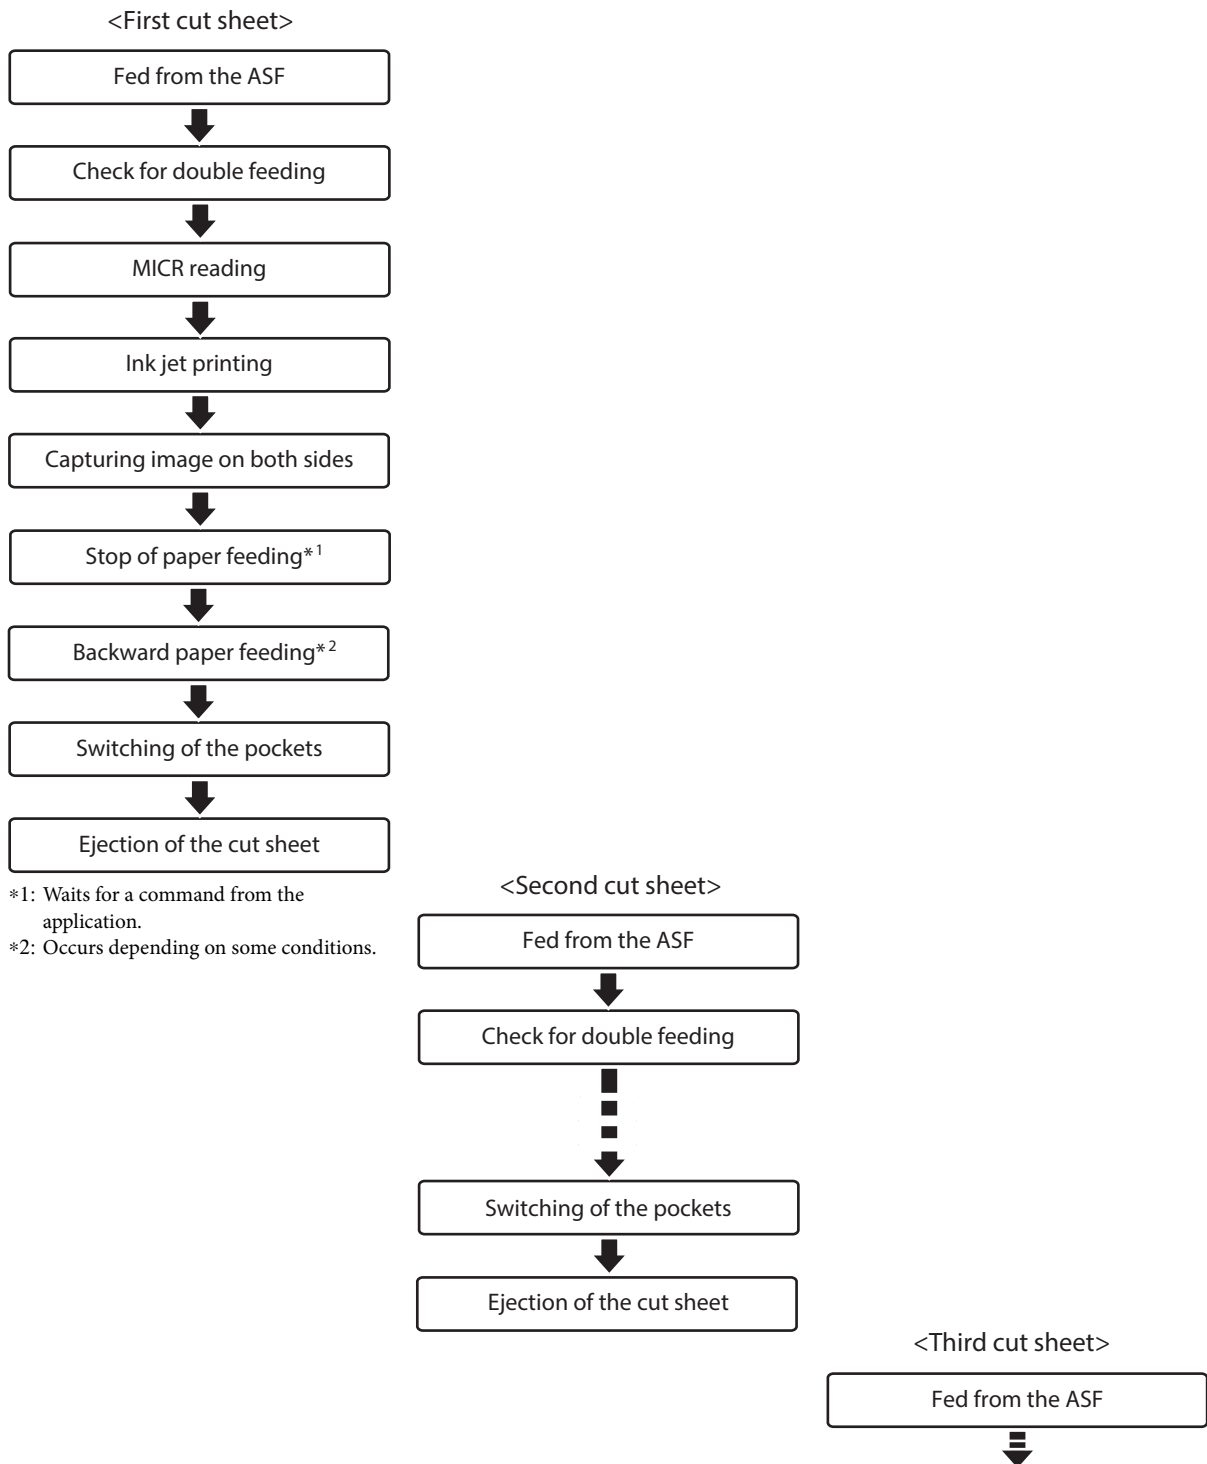 <First cut sheet>
Fed from the ASF
Check for double feeding
MICR reading
Ink jet printing
Capturing image on both sides
Stop of paper feeding*1
Backward paper feeding*2
Switching of the pockets
Ejection of the cut sheet
*1: Waits for a command from the
application.
*2: Occurs depending on some conditions.
<Second cut sheet>
Fed from the ASF
Check for double feeding
Switching of the pockets
Ejection of the cut sheet
<Third cut sheet>
Fed from the ASF